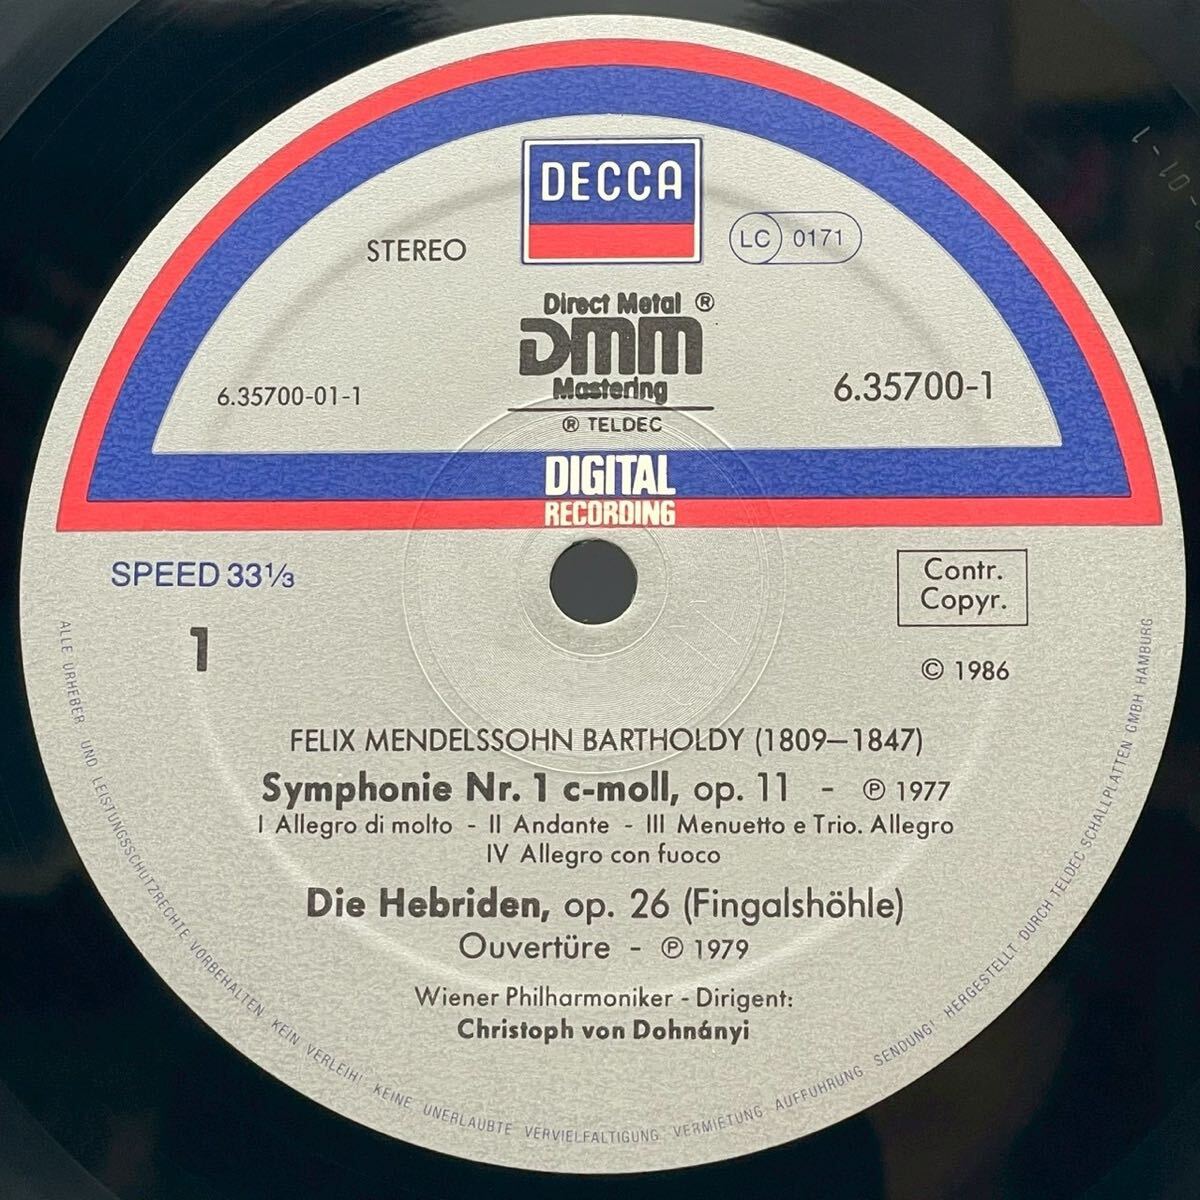 DECCA
STEREO
LC 0171
Direct Metal ®
DMM
Mastering
6.35700-01-1
6.35700-1
® TELDEC
DIGITAL
RECORDING
SPEED 33⅓
Contr.
Copyr.
1
© 1986
FELIX MENDELSSOHN BARTHOLDY (1809—1847)
Symphonie Nr. 1 c-moll, op. 11 - ℗ 1977
I Allegro di molto - II Andante - III Menuetto e Trio. Allegro
IV Allegro con fuoco
Die Hebriden, op. 26 (Fingalshöhle)
Ouvertüre - ℗ 1979
Wiener Philharmoniker - Dirigent:
Christoph von Dohnányi
ALLE URHEBER- UND LEISTUNGSSCHUTZRECHTE VORBEHALTEN. KEIN VERLEIH! KEINE UNERLAUBTE VERVIELFALTIGUNG, VERMIETUNG, AUFFUHRUNG, SENDUNG! HERGESTELLT DURCH TELDEC SCHALLPLATTEN GMBH HAMBURG
01-1